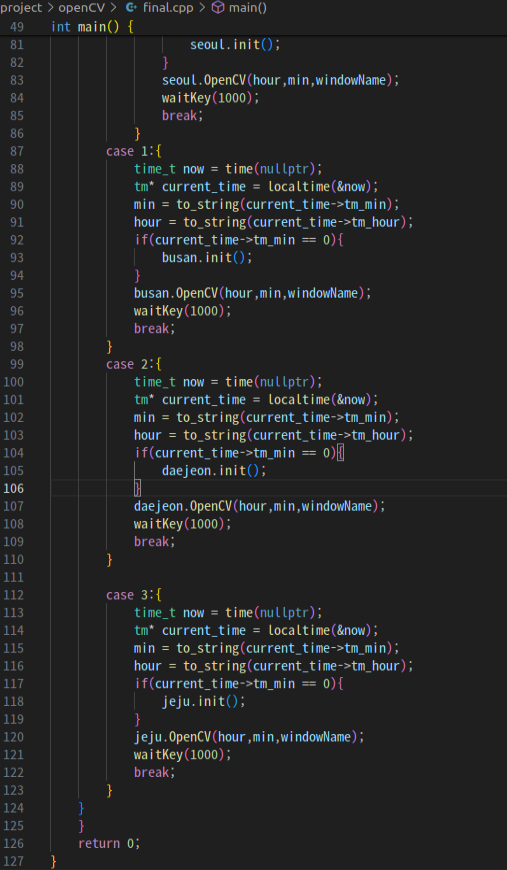 project > openCV > final.cpp > main()
49 int main() {
81 seoul.init();
82 }
83 seoul.OpenCV(hour,min,windowName);
84 waitKey(1000);
85 break;
86 }
87 case 1:{
88 time_t now = time(nullptr);
89 tm* current_time = localtime(&now);
90 min = to_string(current_time->tm_min);
91 hour = to_string(current_time->tm_hour);
92 if(current_time->tm_min == 0){
93 busan.init();
94 }
95 busan.OpenCV(hour,min,windowName);
96 waitKey(1000);
97 break;
98 }
99 case 2:{
100 time_t now = time(nullptr);
101 tm* current_time = localtime(&now);
102 min = to_string(current_time->tm_min);
103 hour = to_string(current_time->tm_hour);
104 if(current_time->tm_min == 0){
105 daejeon.init();
106 }
107 daejeon.OpenCV(hour,min,windowName);
108 waitKey(1000);
109 break;
110 }
111
112 case 3:{
113 time_t now = time(nullptr);
114 tm* current_time = localtime(&now);
115 min = to_string(current_time->tm_min);
116 hour = to_string(current_time->tm_hour);
117 if(current_time->tm_min == 0){
118 jeju.init();
119 }
120 jeju.OpenCV(hour,min,windowName);
121 waitKey(1000);
122 break;
123 }
124 }
125 }
126 return 0;
127 }